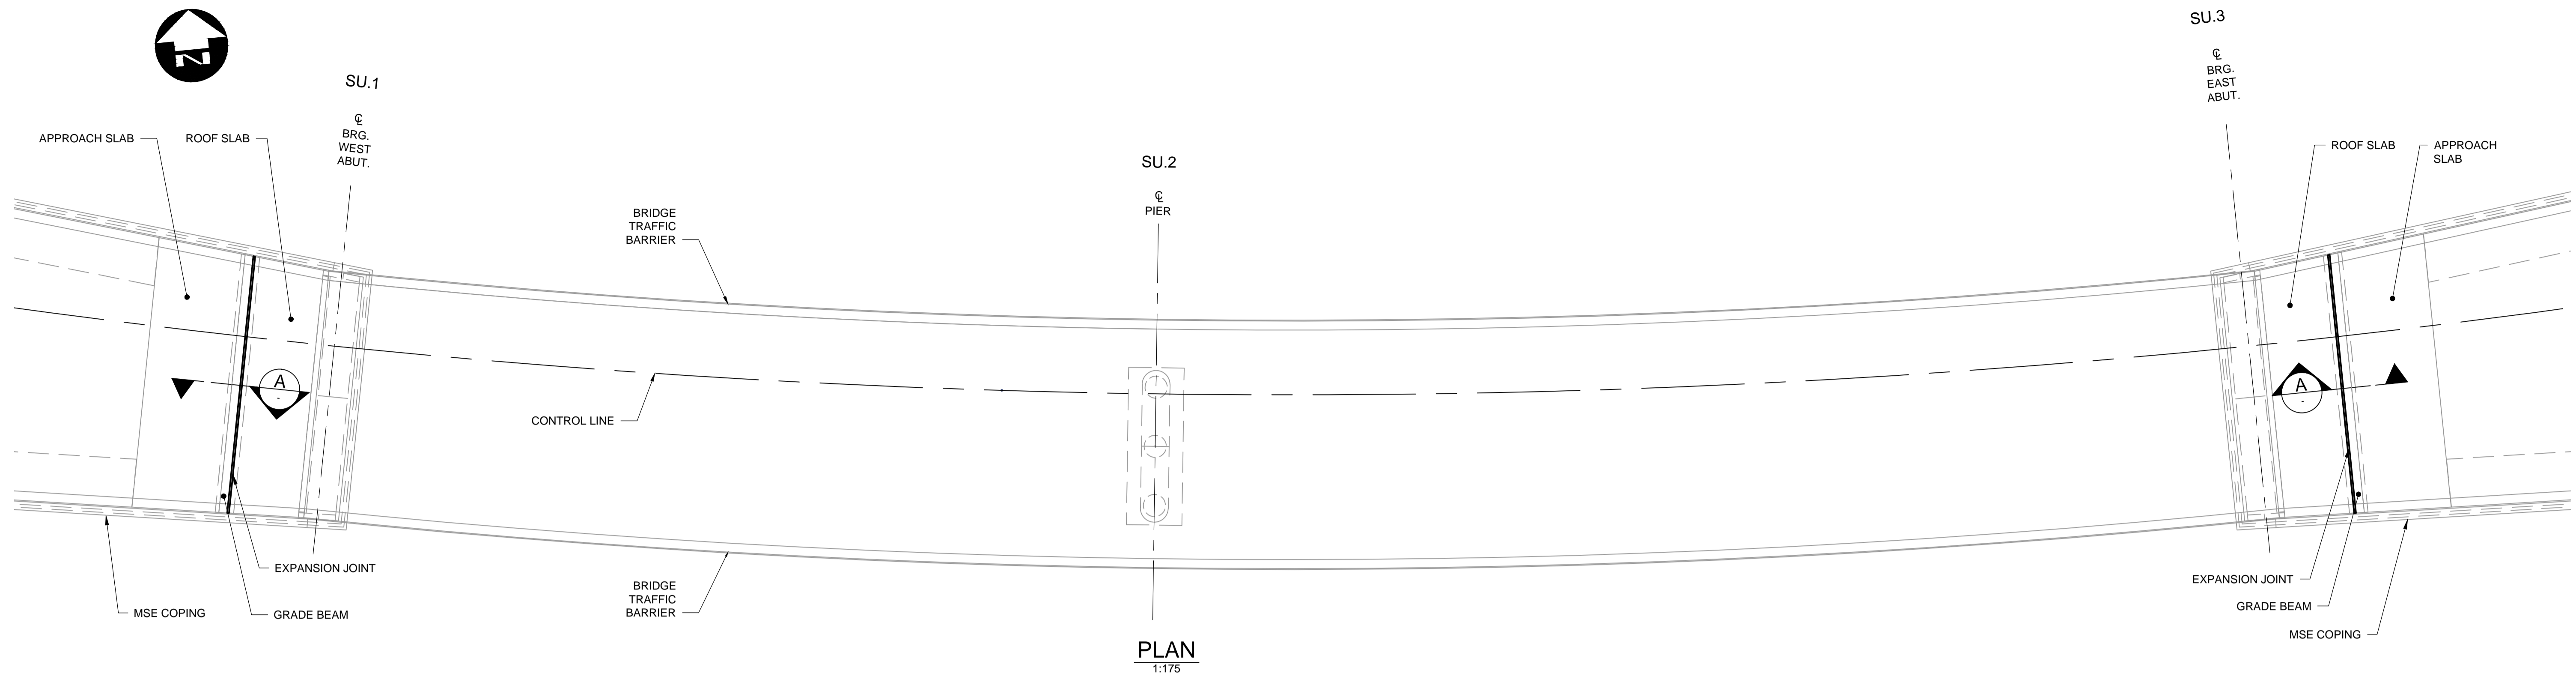 N
SU.1
℄
BRG.
WEST
ABUT.
APPROACH SLAB
ROOF SLAB
BRIDGE
TRAFFIC
BARRIER
SU.2
℄
PIER
SU.3
℄
BRG.
EAST
ABUT.
ROOF SLAB
APPROACH
SLAB
A
-
CONTROL LINE
A
-
EXPANSION JOINT
MSE COPING
GRADE BEAM
BRIDGE
TRAFFIC
BARRIER
EXPANSION JOINT
GRADE BEAM
MSE COPING
PLAN
1:175